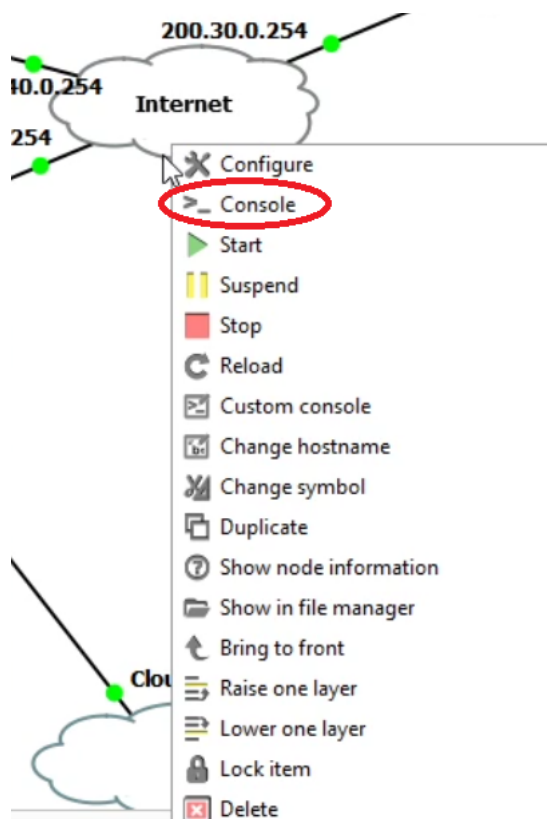 200.30.0.254
40.0.254
Internet
254
Configure
>_ Console
Start
Suspend
Stop
Reload
Custom console
Change hostname
Change symbol
Duplicate
Show node information
Show in file manager
Bring to front
Clou
Raise one layer
Lower one layer
Lock item
Delete